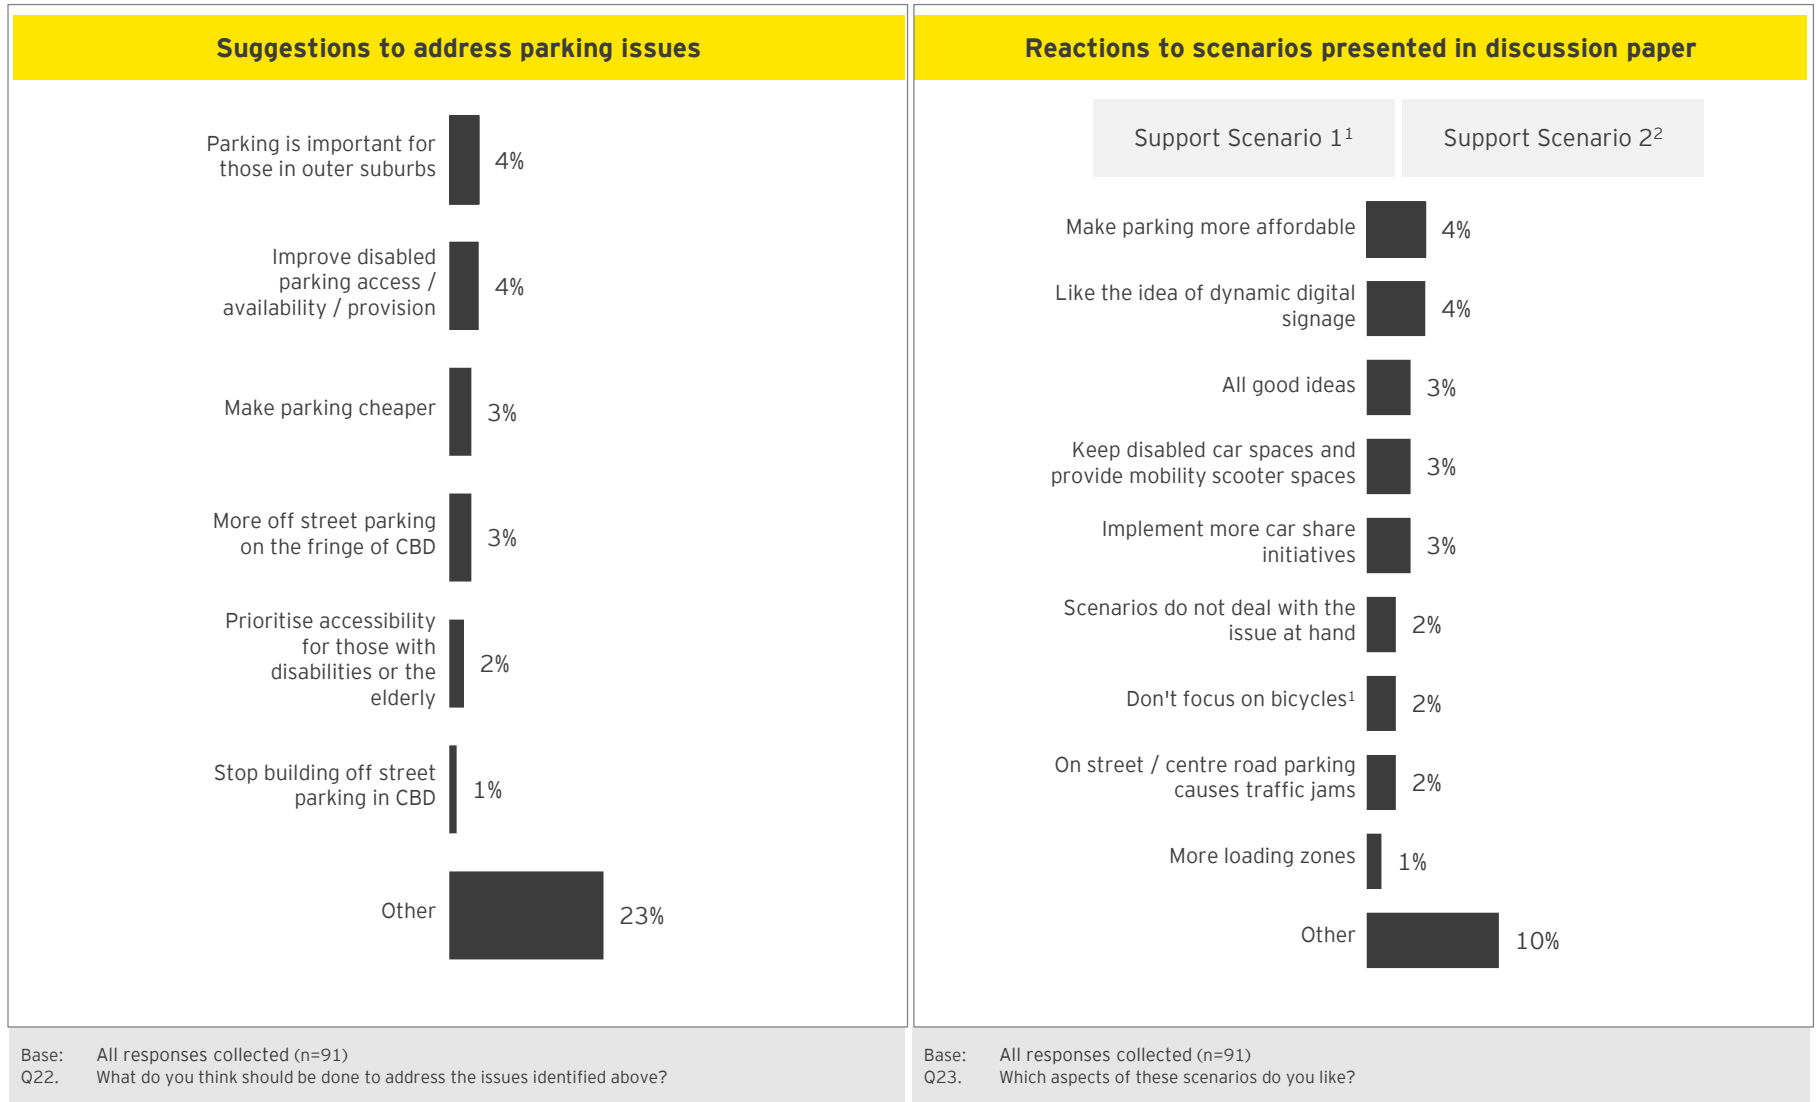 Suggestions to address parking issues
Parking is important for
those in outer suburbs
4%
Improve disabled
parking access /
availability / provision
4%
Make parking cheaper
3%
More off street parking
on the fringe of CBD
3%
Prioritise accessibility
for those with
disabilities or the
elderly
2%
Stop building off street
parking in CBD
1%
Other
23%
Base: All responses collected (n=91)
Q22. What do you think should be done to address the issues identified above?
Reactions to scenarios presented in discussion paper
Support Scenario 1¹
Support Scenario 2²
Make parking more affordable
4%
Like the idea of dynamic digital
signage
4%
All good ideas
3%
Keep disabled car spaces and
provide mobility scooter spaces
3%
Implement more car share
initiatives
3%
Scenarios do not deal with the
issue at hand
2%
Don't focus on bicycles¹
2%
On street / centre road parking
causes traffic jams
2%
More loading zones
1%
Other
10%
Base: All responses collected (n=91)
Q23. Which aspects of these scenarios do you like?